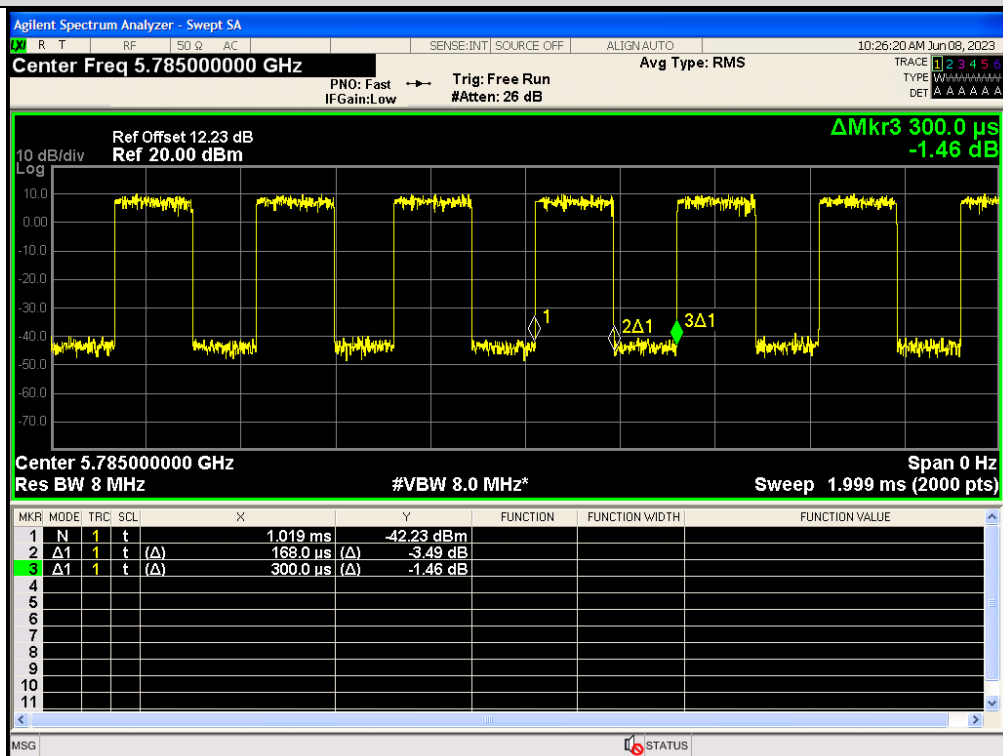 Agilent Spectrum Analyzer - Swept SA
LXI R T RF 50 Ω AC SENSE:INT SOURCE OFF ALIGN AUTO 10:26:20 AM Jun 08, 2023
Center Freq 5.785000000 GHz
Avg Type: RMS
TRACE 1 2 3 4 5 6
PNO: Fast
Trig: Free Run
TYPE WWWWWW
IFGain:Low
#Atten: 26 dB
DET A A A A A A
ΔMkr3 300.0 µs
-1.46 dB
Ref Offset 12.23 dB
10 dB/div Ref 20.00 dBm
Log
10.0
0.00
-10.0
-20.0
-30.0
-40.0
-50.0
-60.0
-70.0
1
2Δ1
3Δ1
Center 5.785000000 GHz Span 0 Hz
Res BW 8 MHz #VBW 8.0 MHz* Sweep 1.999 ms (2000 pts)
MKR MODE TRC SCL X Y FUNCTION FUNCTION WIDTH FUNCTION VALUE
1 N 1 t 1.019 ms -42.23 dBm
2 Δ1 1 t (Δ) 168.0 µs (Δ) -3.49 dB
3 Δ1 1 t (Δ) 300.0 µs (Δ) -1.46 dB
4
5
6
7
8
9
10
11
MSG STATUS